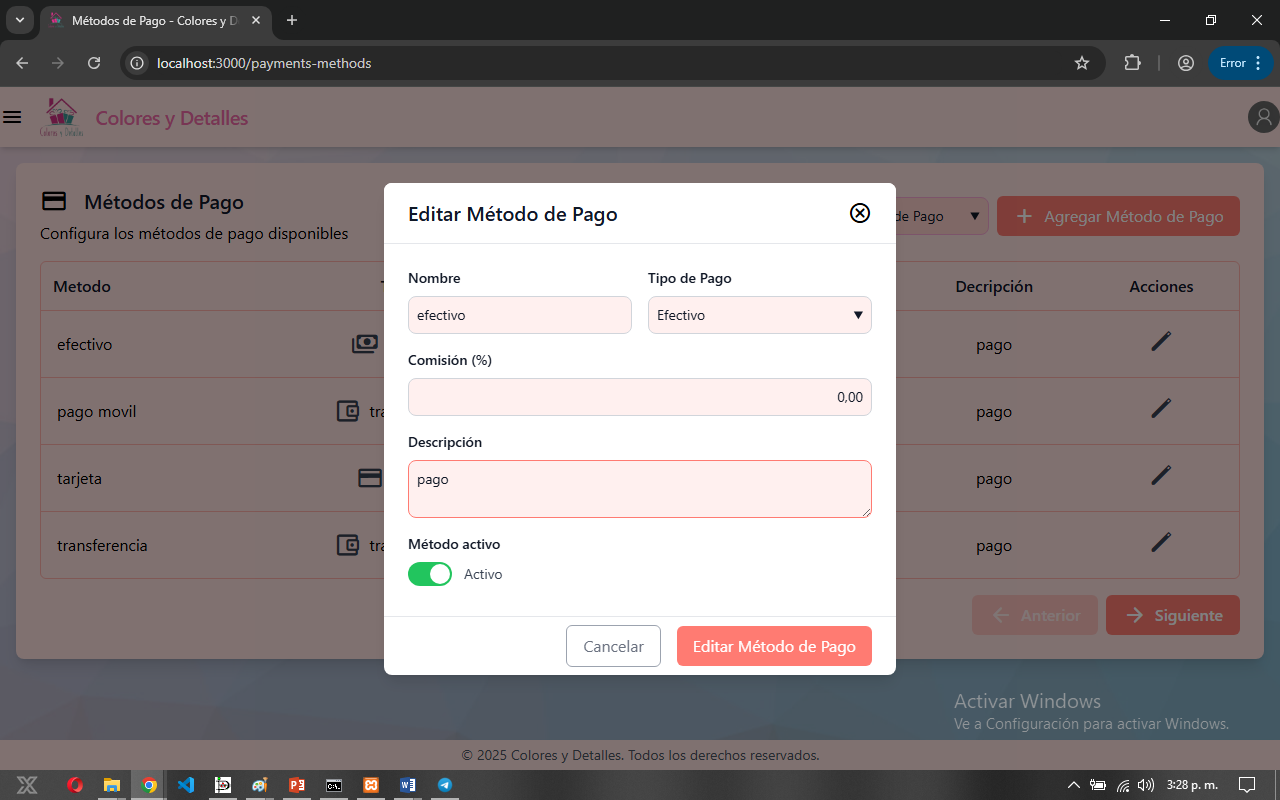 Métodos de Pago - Colores y D
localhost:3000/payments-methods
Error
Colores y Detalles
Colores y Detalles
Métodos de Pago
Configura los métodos de pago disponibles
de Pago
Agregar Método de Pago
Metodo
Decripción
Acciones
efectivo
pago
pago movil
tra
pago
tarjeta
pago
transferencia
tra
pago
Anterior
Siguiente
Editar Método de Pago
Nombre
Tipo de Pago
efectivo
Efectivo
Comisión (%)
0,00
Descripción
pago
Método activo
Activo
Cancelar
Editar Método de Pago
Activar Windows
Ve a Configuración para activar Windows.
© 2025 Colores y Detalles. Todos los derechos reservados.
3:28 p. m.